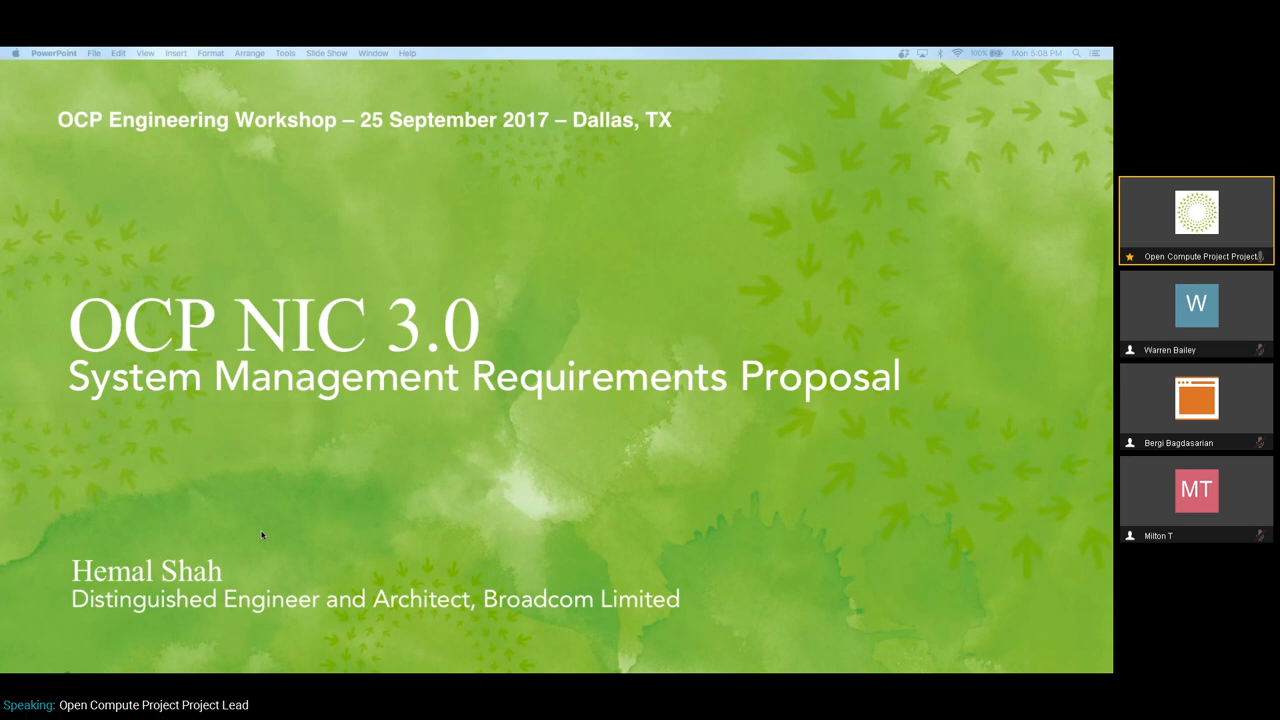 PowerPoint File Edit View Insert Format Arrange Tools Slide Show Window Help 100% Mon 5:08 PM
OCP Engineering Workshop – 25 September 2017 – Dallas, TX
OCP NIC 3.0
System Management Requirements Proposal
Hemal Shah
Distinguished Engineer and Architect, Broadcom Limited
Open Compute Project Project
W
Warren Bailey
Bergi Bagdasarian
MT
Milton T
Speaking: Open Compute Project Project Lead